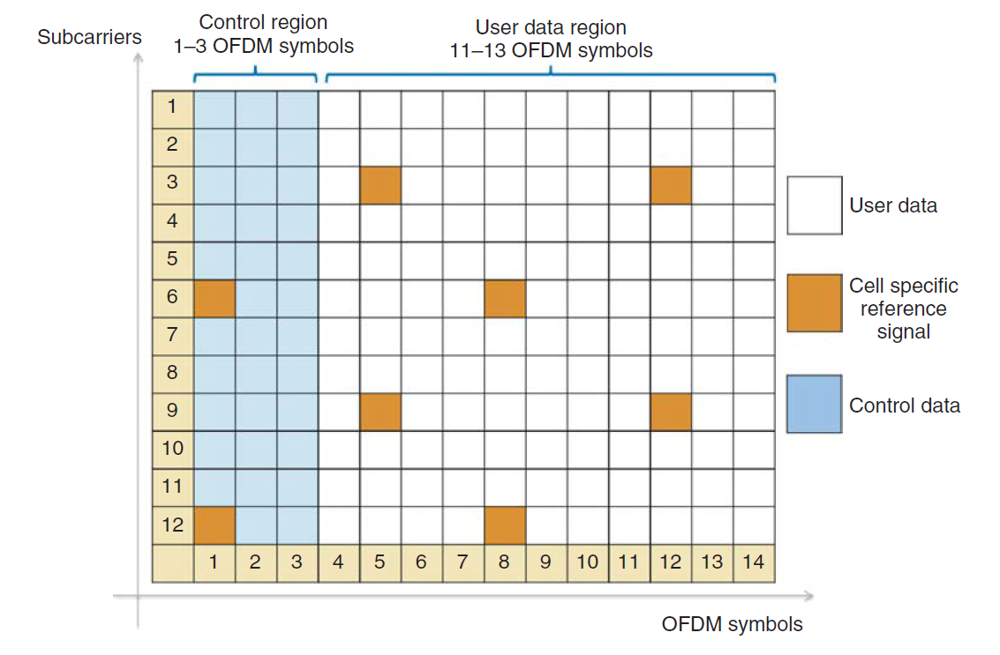 Subcarriers
Control region
1–3 OFDM symbols
User data region
11–13 OFDM symbols
1
2
3
4
5
6
7
8
9
10
11
12
1 2 3 4 5 6 7 8 9 10 11 12 13 14
OFDM symbols
User data
Cell specific
reference
signal
Control data